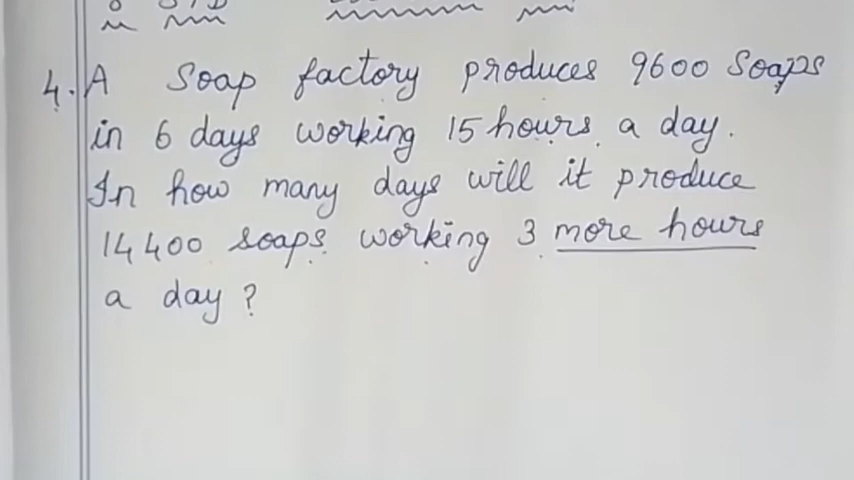 4. A Soap factory produces 9600 Soaps
in 6 days working 15 hours a day.
In how many days will it produce
14400 soaps working 3 more hours
a day?